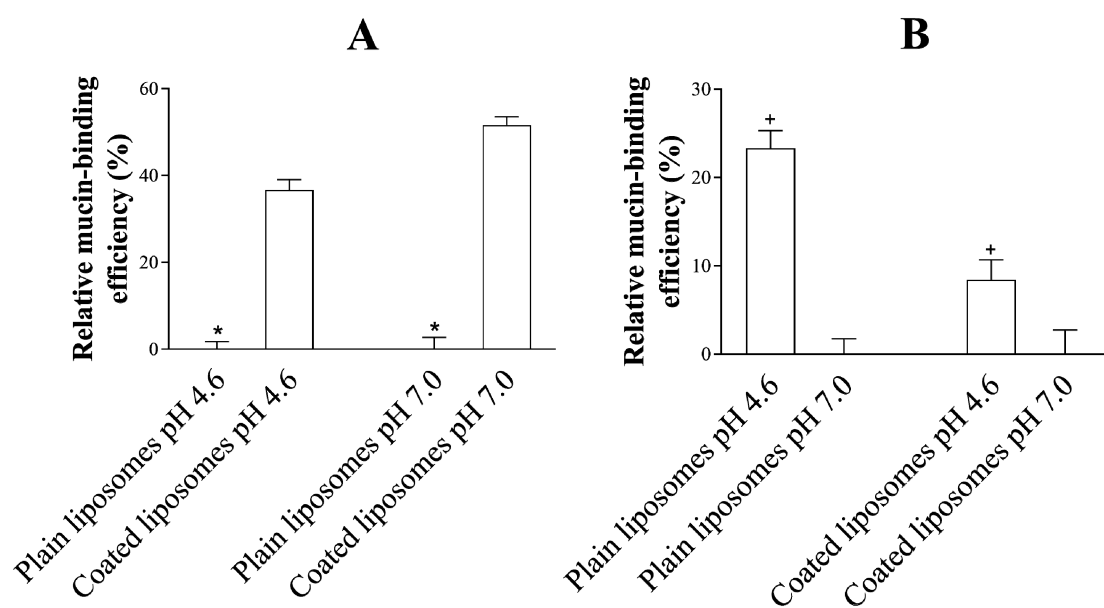 A
Relative mucin-binding
efficiency (%)
60
40
20
0
*
*
Plain liposomes pH 4.6
Coated liposomes pH 4.6
Plain liposomes pH 7.0
Coated liposomes pH 7.0
B
Relative mucin-binding
efficiency (%)
30
20
10
0
+
+
Plain liposomes pH 4.6
Plain liposomes pH 7.0
Coated liposomes pH 4.6
Coated liposomes pH 7.0